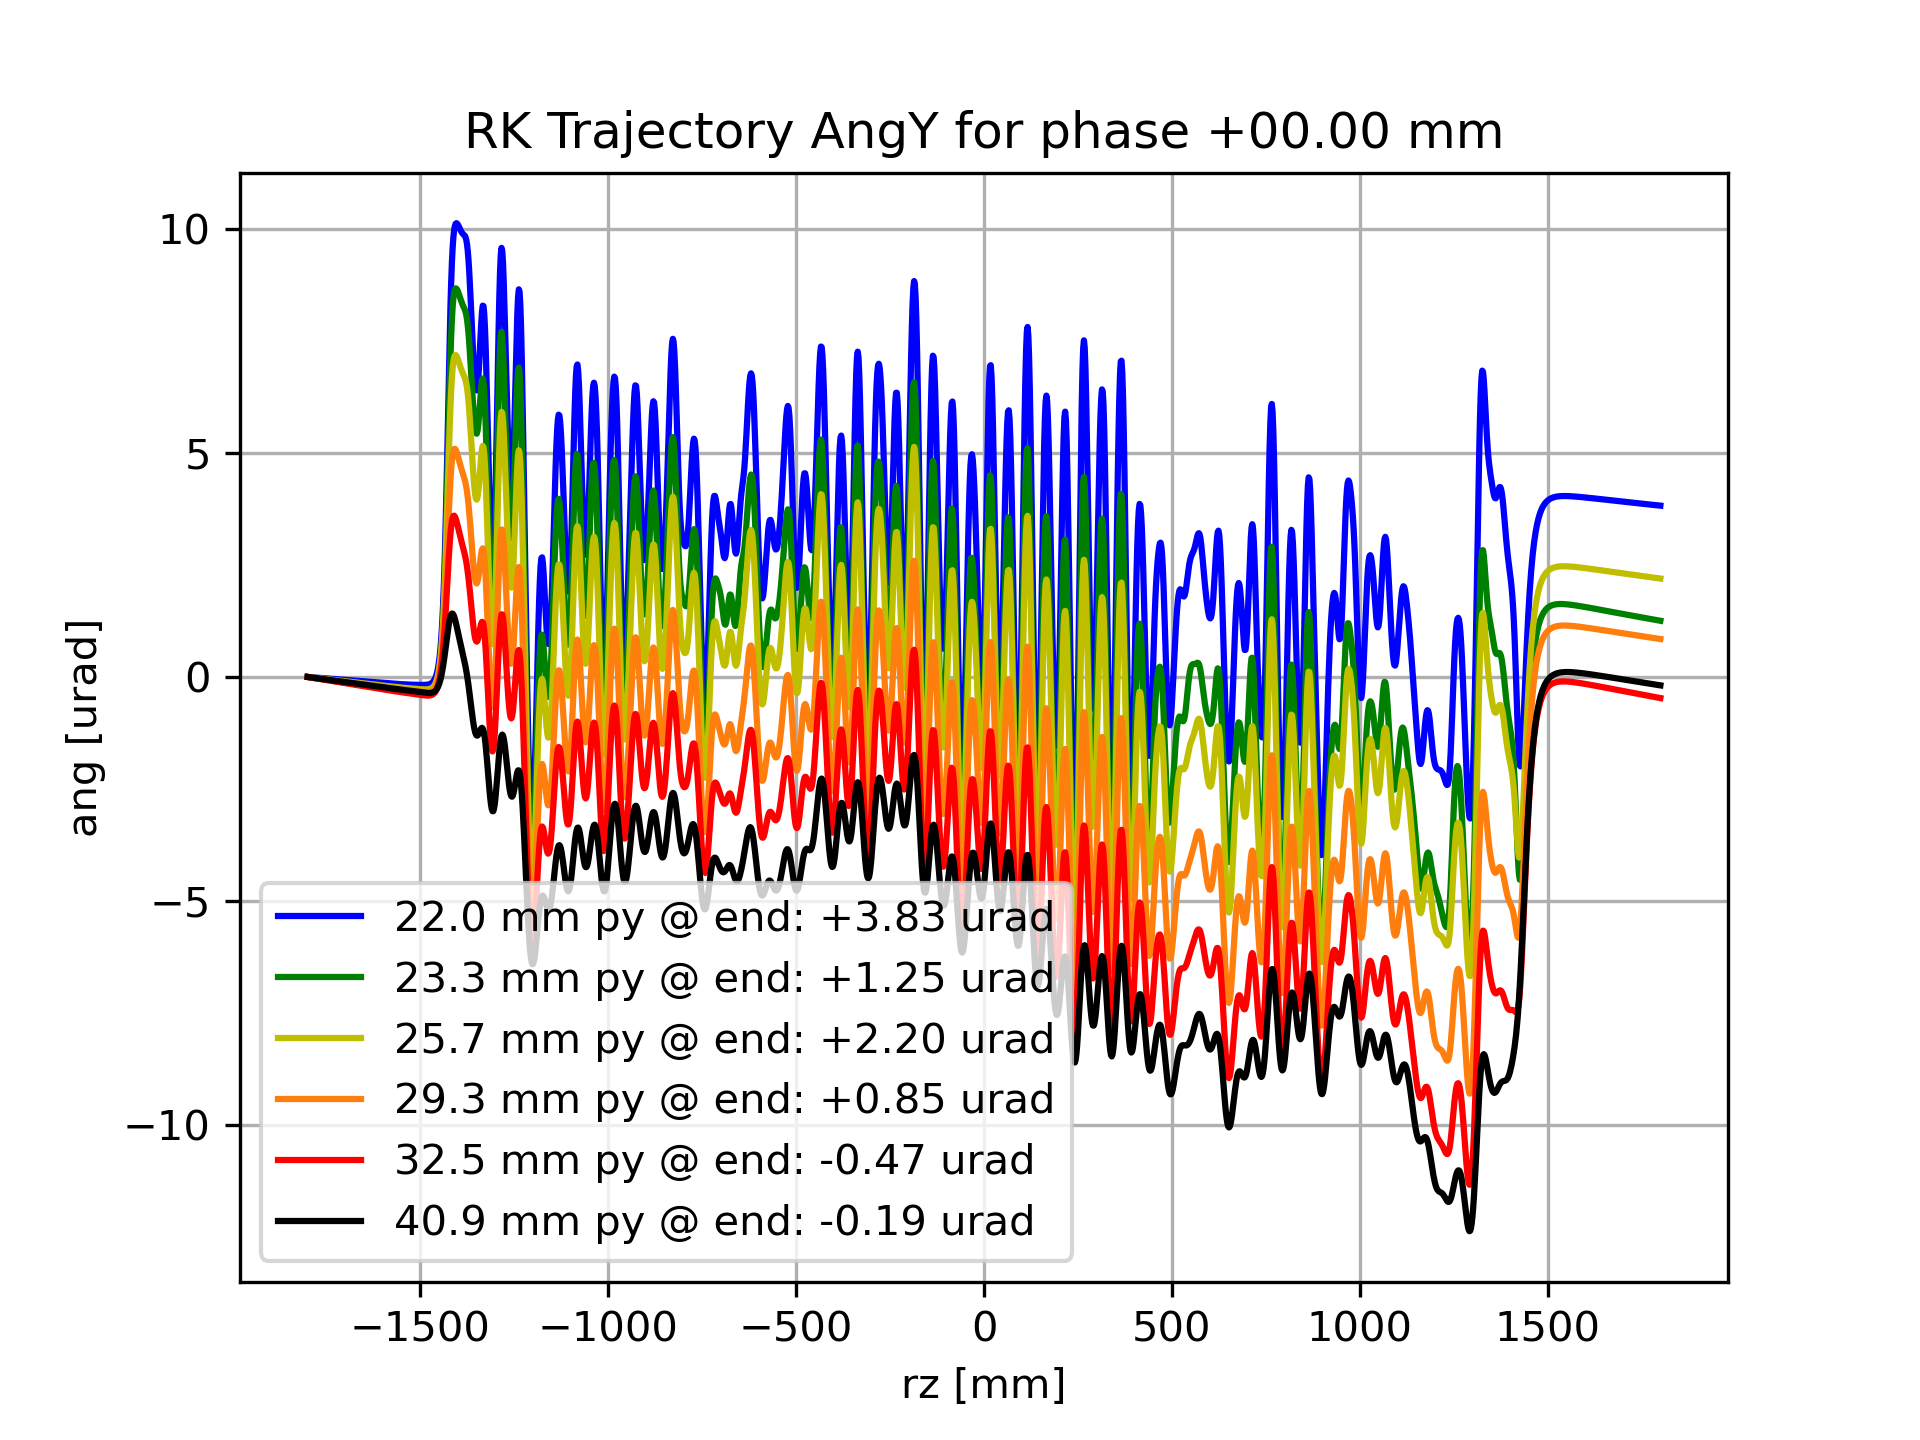 RK Trajectory AngY for phase +00.00 mm
10
5
0
−5
−10
ang [urad]
22.0 mm py @ end: +3.83 urad
23.3 mm py @ end: +1.25 urad
25.7 mm py @ end: +2.20 urad
29.3 mm py @ end: +0.85 urad
32.5 mm py @ end: -0.47 urad
40.9 mm py @ end: -0.19 urad
−1500 −1000 −500 0 500 1000 1500
rz [mm]